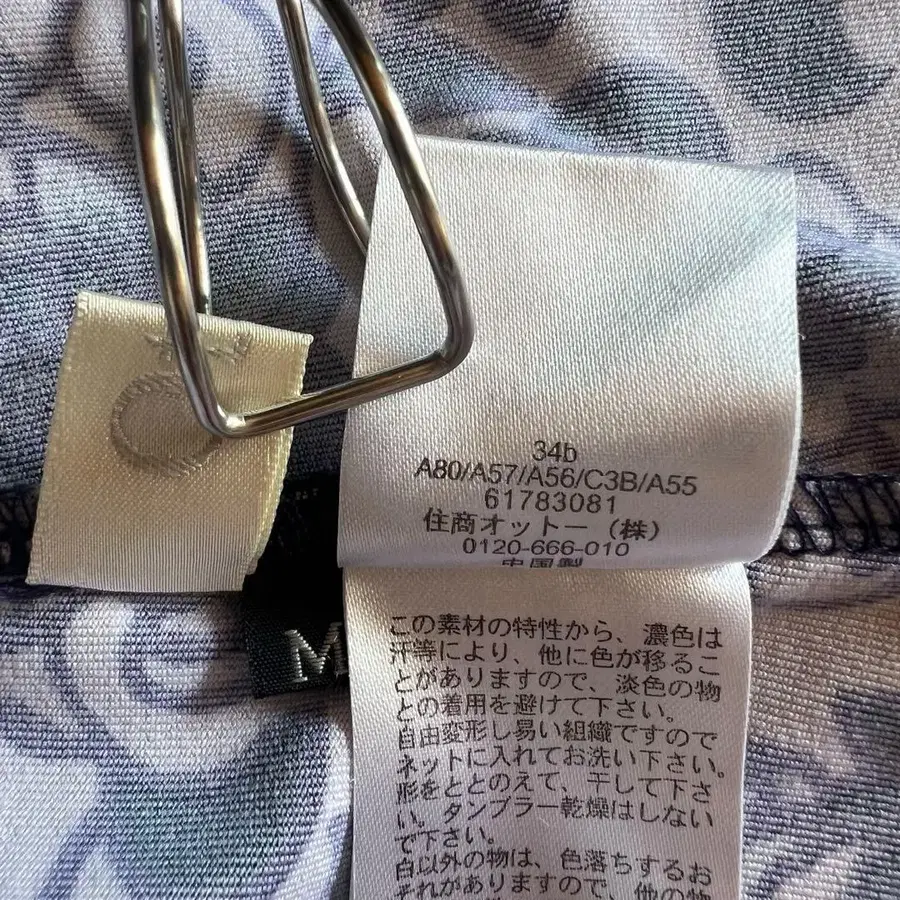 34b
A80/A57/A56/C3B/A55
61783081
住商オットー（株）
0120-666-010
中国製
M
この素材の特性から、濃色は
汗等により、他に色が移るこ
とがありますので、淡色の物
との着用を避けて下さい。
自由変形し易い組織ですので
ネットに入れてお洗い下さい。
形をととのえて、干して下さ
い。タンブラー乾燥はしない
で下さい。
白以外の物は、色落ちするお
それがありますので、他の物